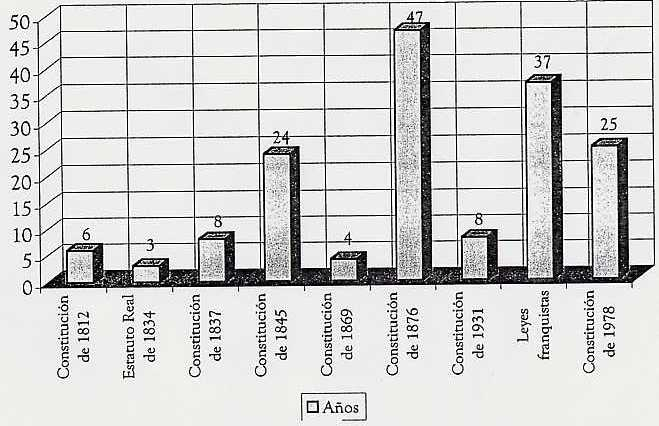 50
45
40
35
30
25
20
15
10
5
0
6
3
8
24
4
47
8
37
25
Constitución
de 1812
Estatuto Real
de 1834
Constitución
de 1837
Constitución
de 1845
Constitución
de 1869
Constitución
de 1876
Constitución
de 1931
Leyes
franquistas
Constitución
de 1978
Años